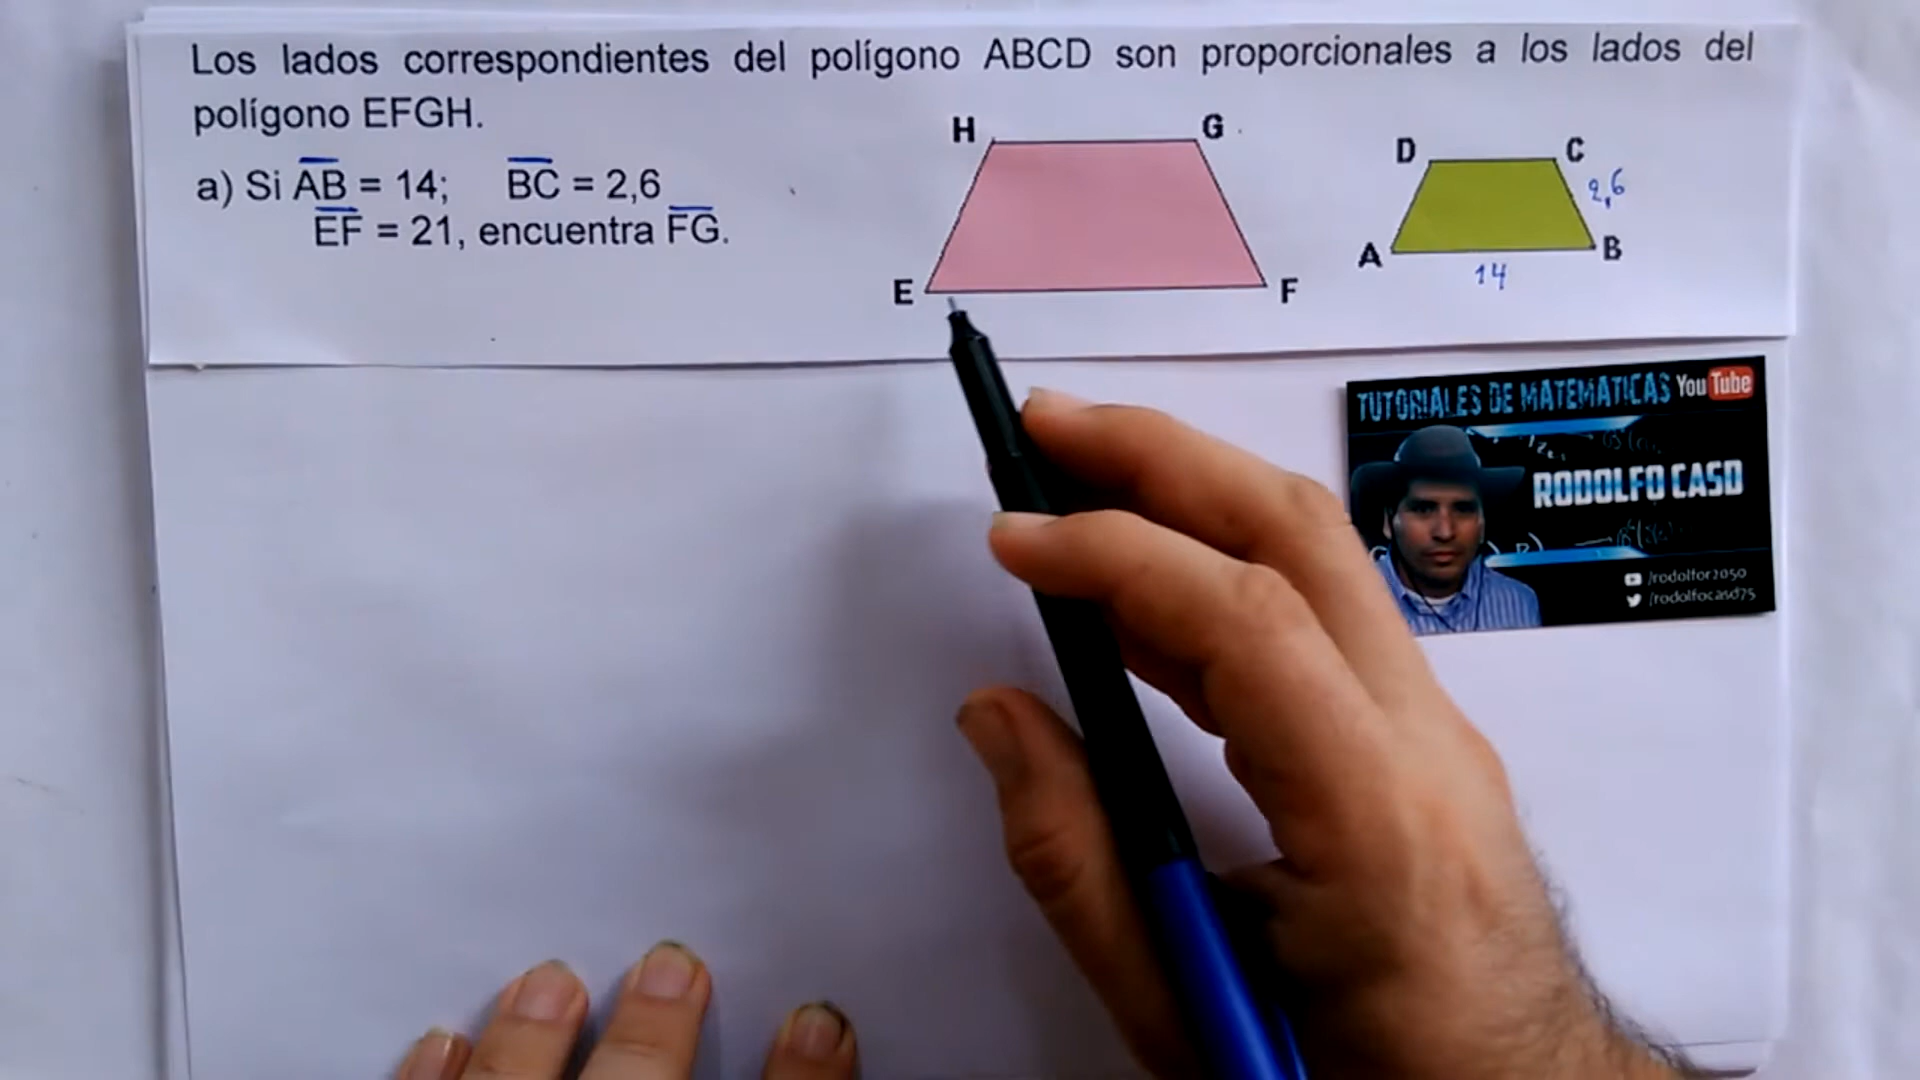 Los lados correspondientes del polígono ABCD son proporcionales a los lados del
polígono EFGH.
a) Si AB = 14; BC = 2,6
EF = 21, encuentra FG.
H G
E F
D C
2,6
A B
14
TUTORIALES DE MATEMATICAS YouTube
RODOLFO CASD
/rodolfor2050
/rodolfocasd75